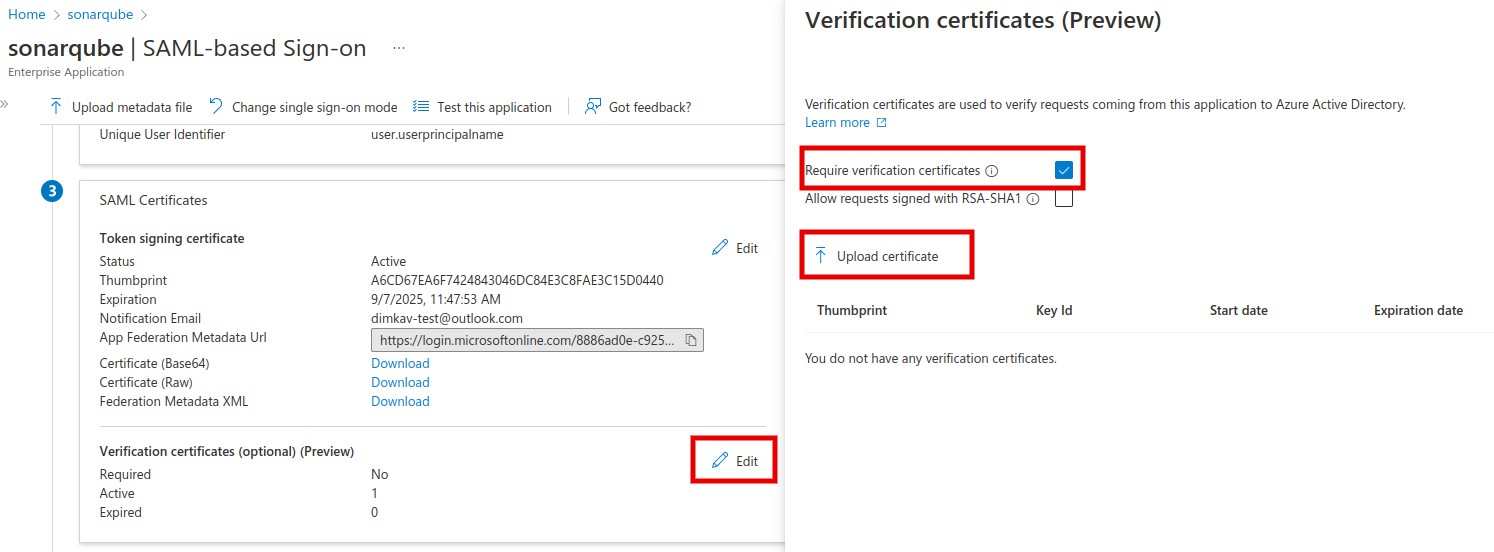 Home > sonarqube >
sonarqube | SAML-based Sign-on ...
Enterprise Application
» Upload metadata file Change single sign-on mode Test this application Got feedback?
Unique User Identifier user.userprincipalname
3
SAML Certificates
Token signing certificate
Edit
Status Active
Thumbprint A6CD67EA6F7424843046DC84E3C8FAE3C15D0440
Expiration 9/7/2025, 11:47:53 AM
Notification Email dimkav-test@outlook.com
App Federation Metadata Url https://login.microsoftonline.com/8886ad0e-c925...
Certificate (Base64) Download
Certificate (Raw) Download
Federation Metadata XML Download
Verification certificates (optional) (Preview)
Edit
Required No
Active 1
Expired 0
Verification certificates (Preview)
Verification certificates are used to verify requests coming from this application to Azure Active Directory.
Learn more
Require verification certificates
Allow requests signed with RSA-SHA1
Upload certificate
Thumbprint Key Id Start date Expiration date
You do not have any verification certificates.